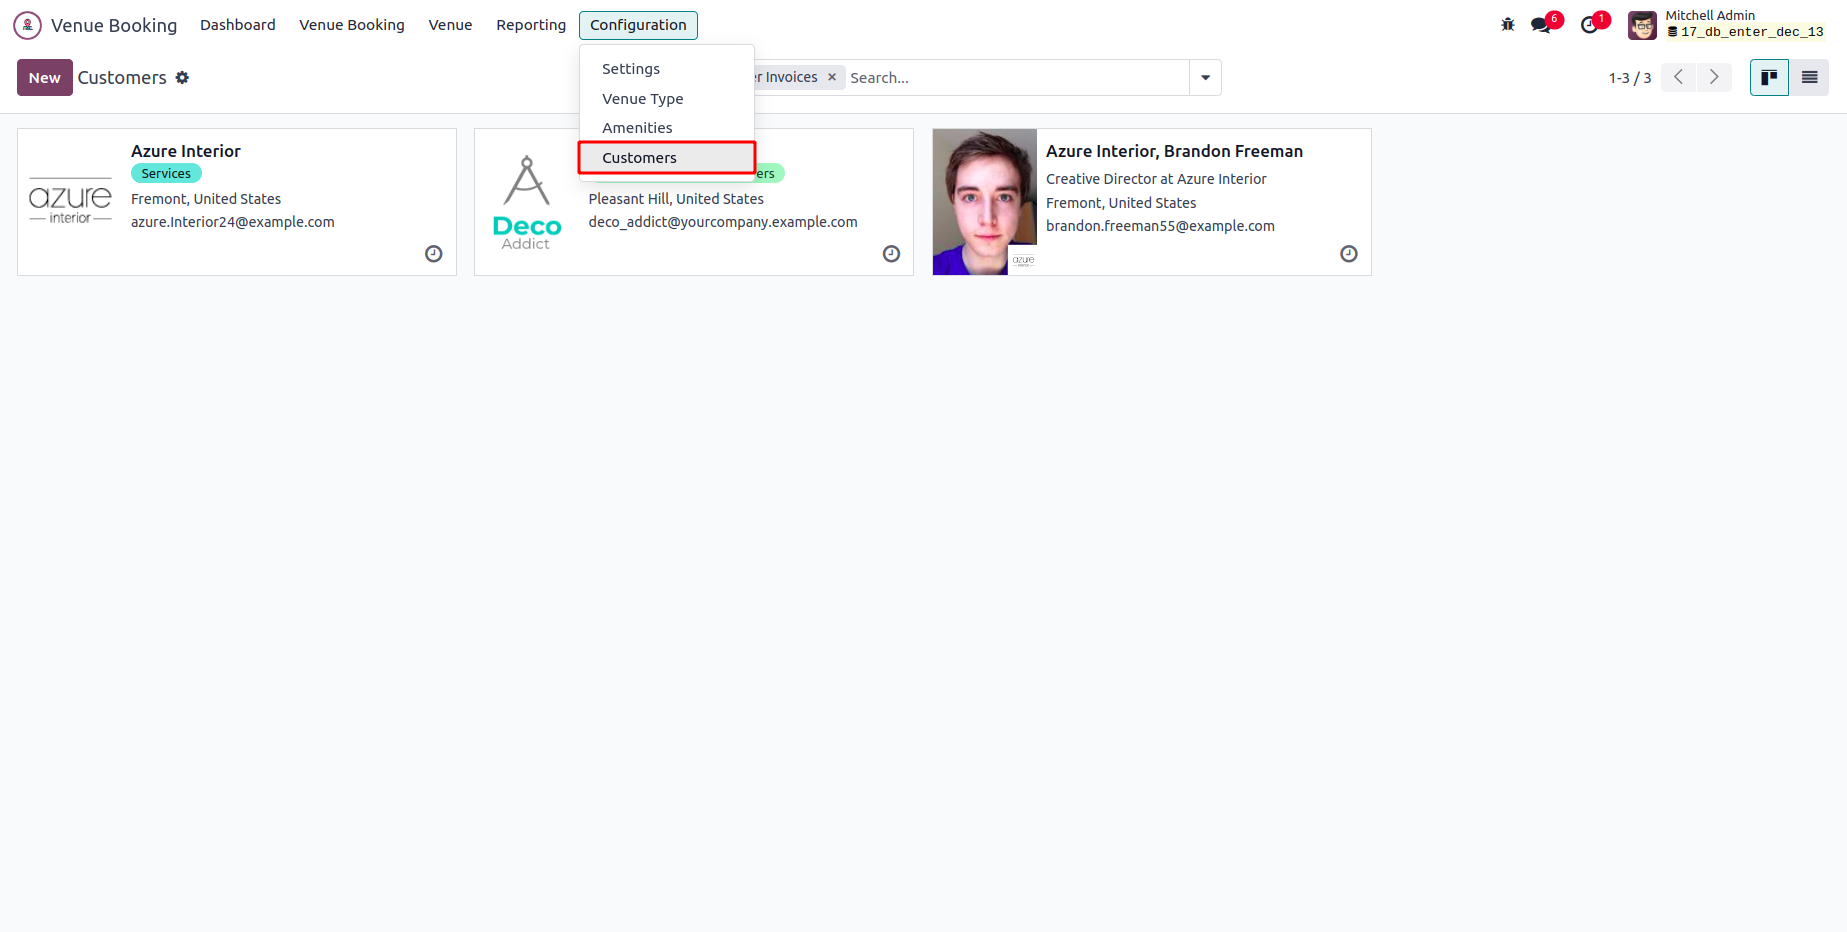 Venue Booking Dashboard Venue Booking Venue Reporting Configuration 6 1 Mitchell Admin
17_db_enter_dec_13
New Customers Invoices × Search... 1-3 / 3
Settings
Venue Type
Amenities
Customers
Azure Interior
Services
Fremont, United States
azure.Interior24@example.com
azure
interior
Pleasant Hill, United States
deco_addict@yourcompany.example.com
Deco
Addict
Azure Interior, Brandon Freeman
Creative Director at Azure Interior
Fremont, United States
brandon.freeman55@example.com
azure